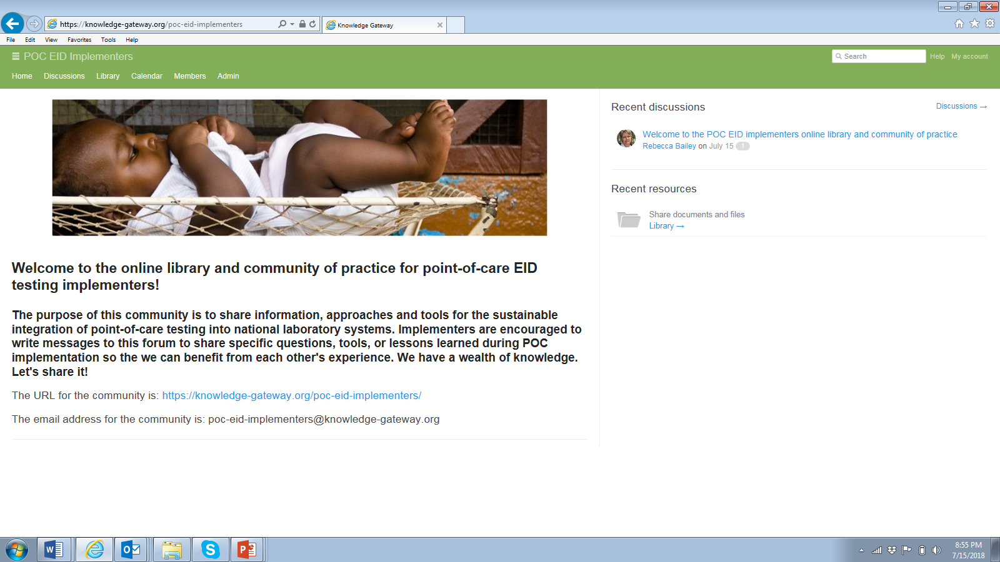 https://knowledge-gateway.org/poc-eid-implementers
Knowledge Gateway
File Edit View Favorites Tools Help
POC EID Implementers
Search
Help My account
Home Discussions Library Calendar Members Admin
Recent discussions
Discussions →
Welcome to the POC EID implementers online library and community of practice
Rebecca Bailey on July 15 1
Recent resources
Share documents and files
Library →
Welcome to the online library and community of practice for point-of-care EID
testing implementers!
The purpose of this community is to share information, approaches and tools for the sustainable
integration of point-of-care testing into national laboratory systems. Implementers are encouraged to
write messages to this forum to share specific questions, tools, or lessons learned during POC
implementation so the we can benefit from each other's experience. We have a wealth of knowledge.
Let's share it!
The URL for the community is: https://knowledge-gateway.org/poc-eid-implementers/
The email address for the community is: poc-eid-implementers@knowledge-gateway.org
8:55 PM
7/15/2018